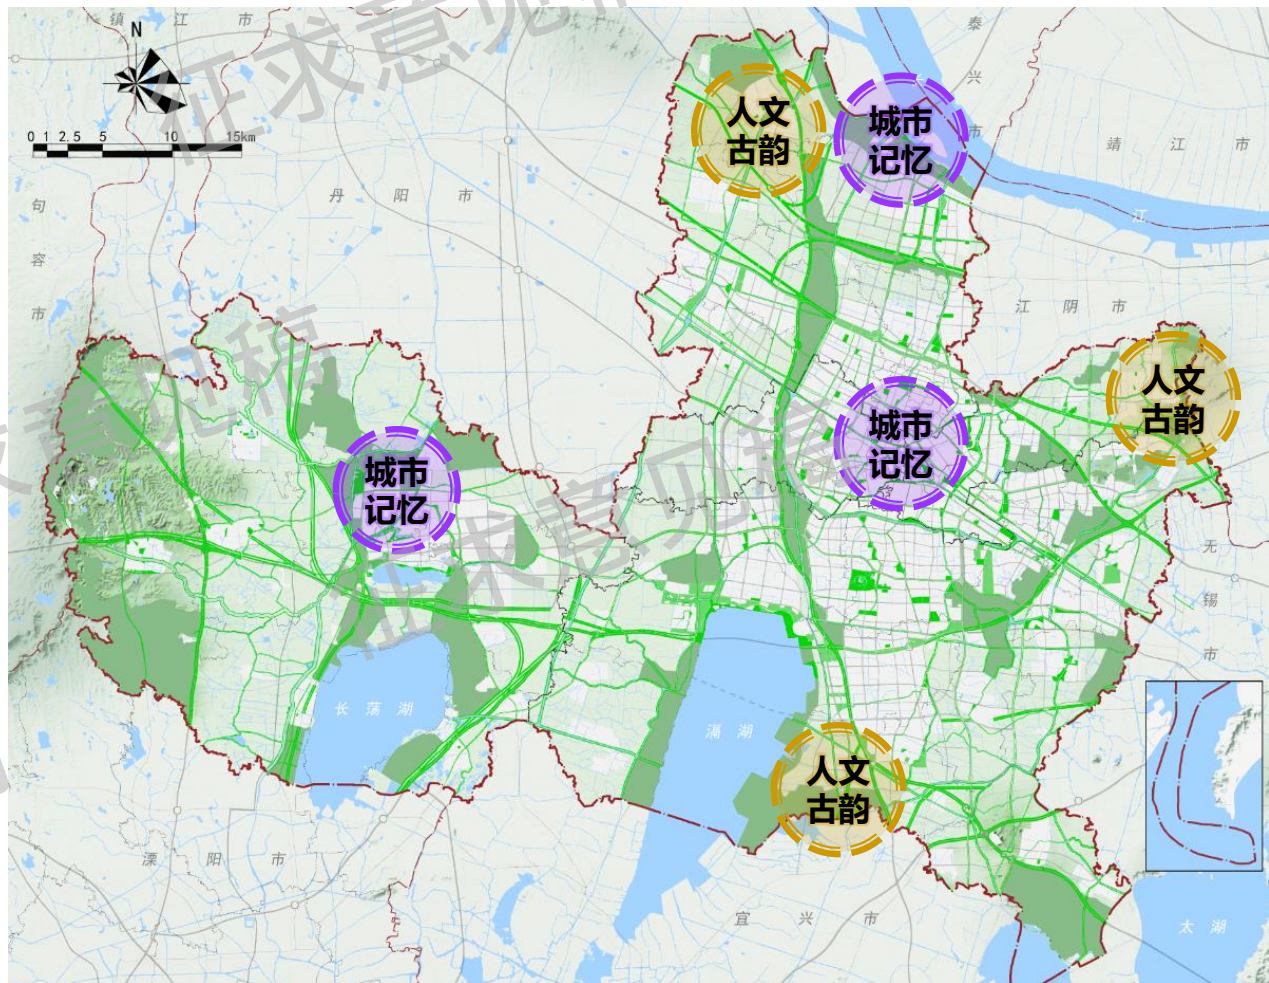 镇江市
泰兴市
N
征求意见稿
人文
古韵
城市
记忆
0 1 2.5 5 10 15km
靖江市
丹阳市
江
句容市
江阴市
征求意见稿
人文
古韵
城市
记忆
城市
记忆
征求意见稿
无锡市
长荡湖
滆湖
人文
古韵
溧阳市
宜兴市
太湖